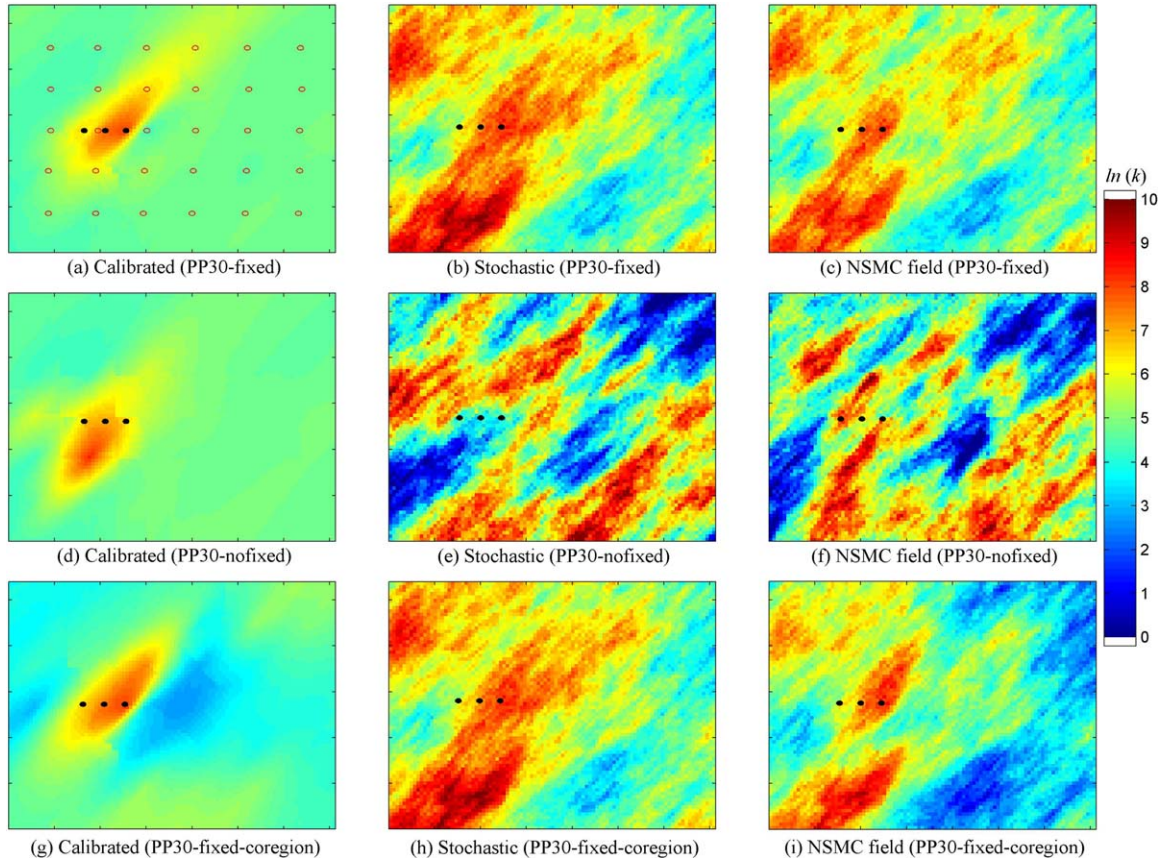 (a) Calibrated (PP30-fixed)
(b) Stochastic (PP30-fixed)
(c) NSMC field (PP30-fixed)
ln (k)
10
9
8
7
6
5
4
3
2
1
0
(d) Calibrated (PP30-nofixed)
(e) Stochastic (PP30-nofixed)
(f) NSMC field (PP30-nofixed)
(g) Calibrated (PP30-fixed-coregion)
(h) Stochastic (PP30-fixed-coregion)
(i) NSMC field (PP30-fixed-coregion)